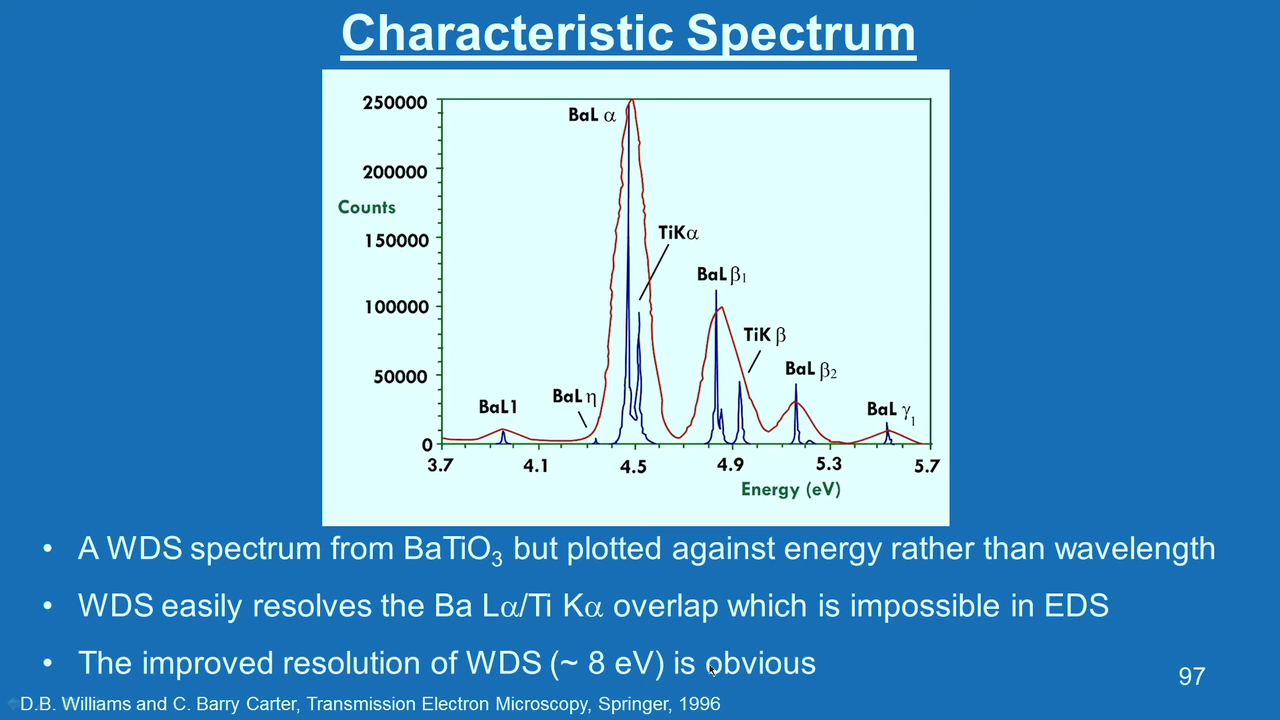 Characteristic Spectrum
250000
200000
150000
100000
50000
0
Counts
BaL α
TiKα
BaL β1
TiK β
BaL β2
BaL γ1
BaL η
BaL1
3.7 4.1 4.5 4.9 5.3 5.7
Energy (eV)
• A WDS spectrum from BaTiO3 but plotted against energy rather than wavelength
• WDS easily resolves the Ba Lα/Ti Kα overlap which is impossible in EDS
• The improved resolution of WDS (~ 8 eV) is obvious
97
D.B. Williams and C. Barry Carter, Transmission Electron Microscopy, Springer, 1996